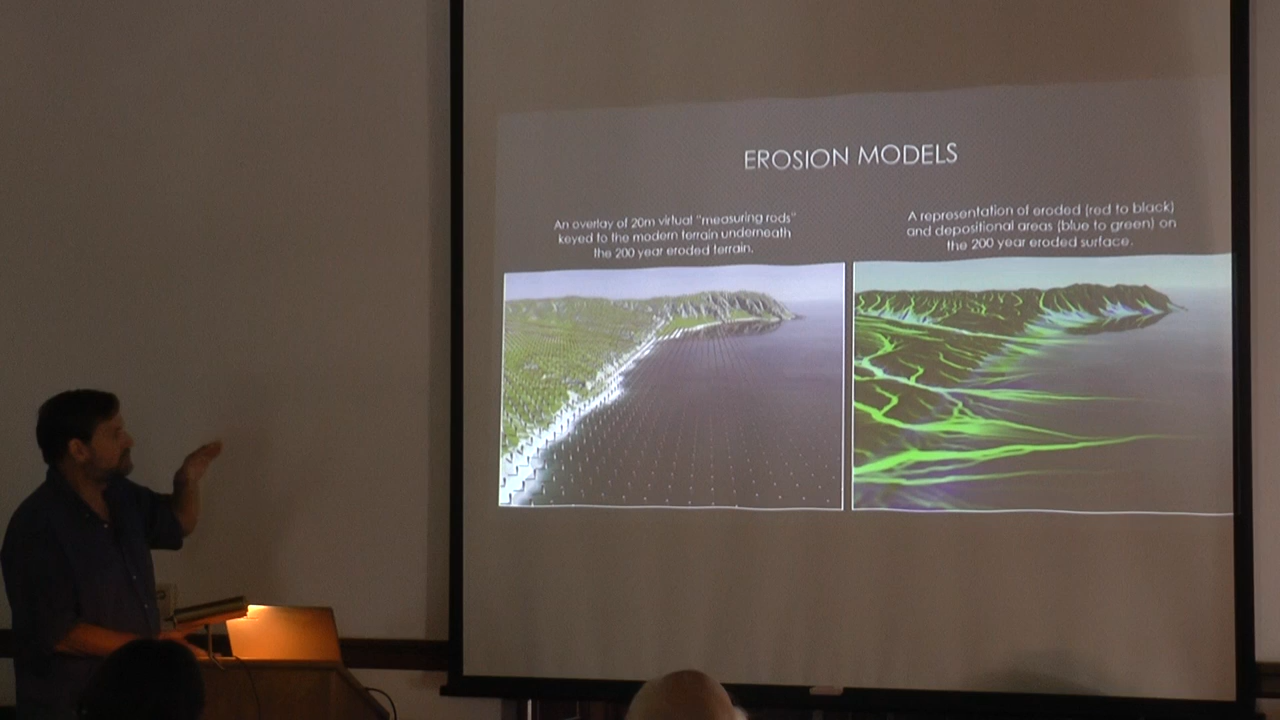 EROSION MODELS
An overlay of 20m virtual "measuring rods"
keyed to the modern terrain underneath
the 200 year eroded terrain.
A representation of eroded (red to black)
and depositional areas (blue to green) on
the 200 year eroded surface.